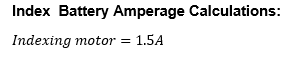 Index Battery Amperage Calculations:
Indexing motor = 1.5A